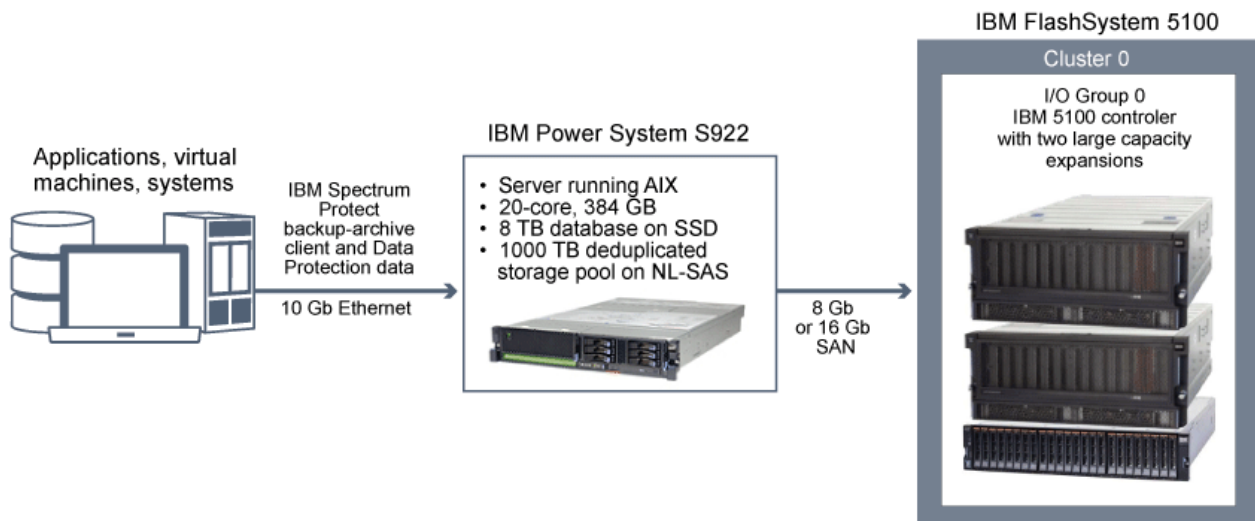 Applications, virtual
machines, systems
IBM Spectrum
Protect
backup-archive
client and Data
Protection data
10 Gb Ethernet
IBM Power System S922
• Server running AIX
• 20-core, 384 GB
• 8 TB database on SSD
• 1000 TB deduplicated
storage pool on NL-SAS
8 Gb
or 16 Gb
SAN
IBM FlashSystem 5100
Cluster 0
I/O Group 0
IBM 5100 controler
with two large capacity
expansions